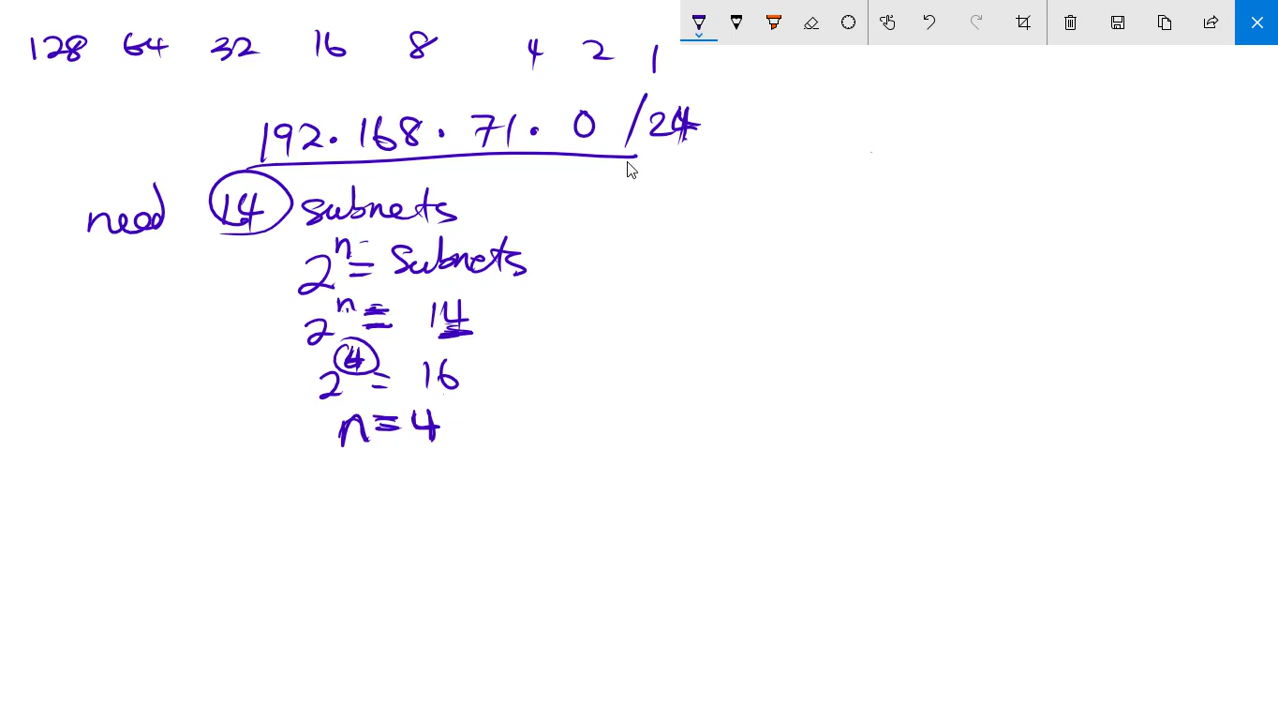 128 64 32 16 8 4 2 1
192.168.71.0 /24
need 14 subnets
2^n = Subnets
2^n = 14
2^4 = 16
n = 4